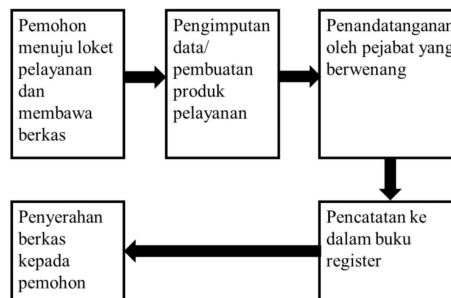 Pemohon
menuju loket
pelayanan
dan
membawa
berkas
Pengimputan
data/
pembuatan
produk
pelayanan
Penandatanganan
oleh pejabat yang
berwenang
Pencatatan ke
dalam buku
register
Penyerahan
berkas
kepada
pemohon